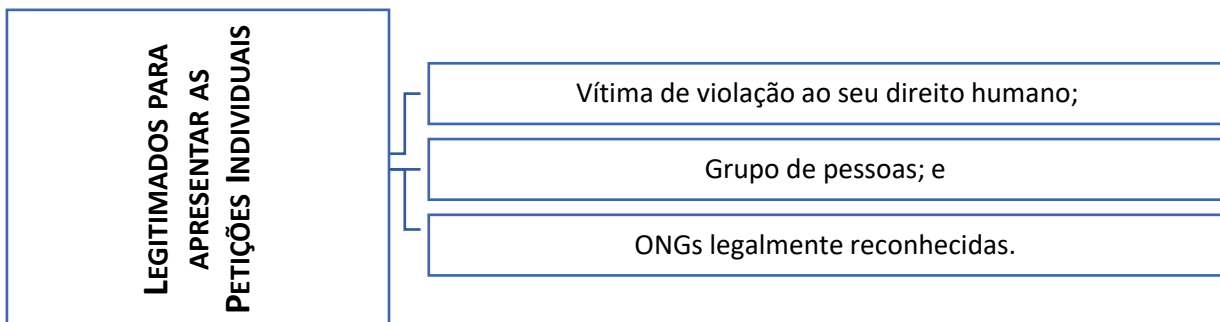 LEGITIMADOS PARA
APRESENTAR AS
PETIÇÕES INDIVIDUAIS
Vítima de violação ao seu direito humano;
Grupo de pessoas; e
ONGs legalmente reconhecidas.